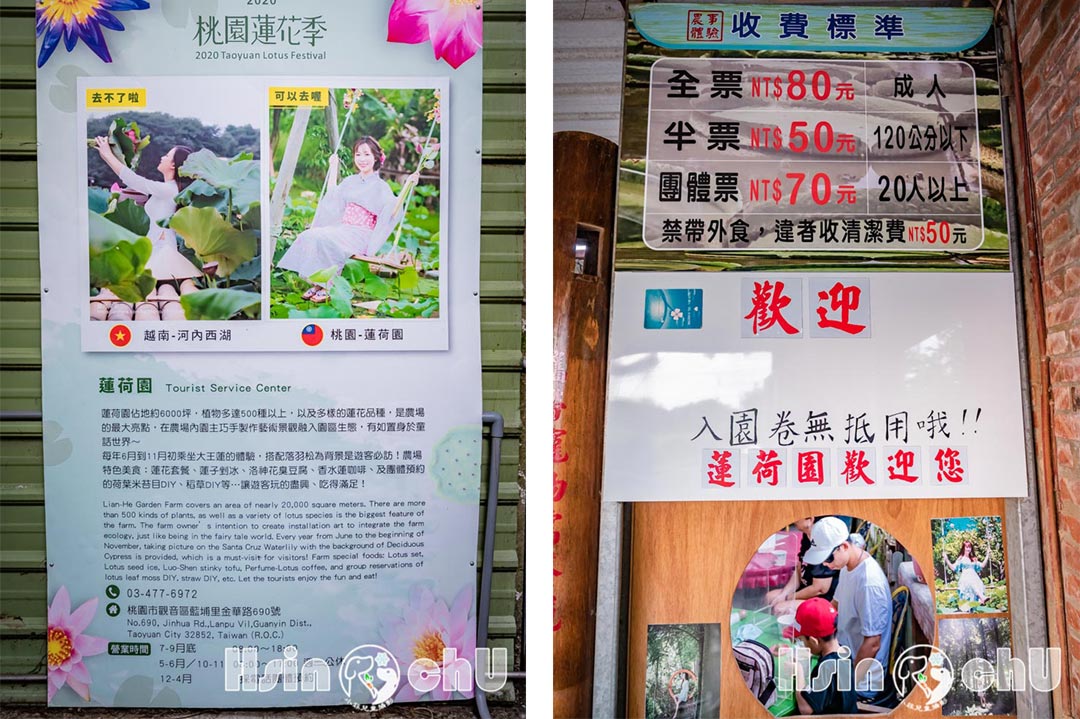 2020
桃園蓮花季
2020 Taoyuan Lotus Festival
去不了啦
可以去喔
越南-河內西湖
桃園-蓮荷園
蓮荷園 Tourist Service Center
蓮荷園佔地約6000坪，植物多達500種以上，以及多樣的蓮花品種，是農場
的最大亮點，在農場內園主巧手製作藝術景觀融入園區生態，有如置身於童
話世界～
每年6月到11月初乘坐大王蓮的體驗，搭配落羽松為背景是遊客必訪！農場
特色美食：蓮花套餐、蓮子剉冰、洛神花臭豆腐、香水蓮咖啡、及團體預約
的荷葉米苔目DIY、稻草DIY等…讓遊客玩的盡興、吃得滿足！
Lian-He Garden Farm covers an area of nearly 20,000 square meters. There are more
than 500 kinds of plants, as well as a variety of lotus species is the biggest feature of
the farm. The farm owner's intention to create installation art to integrate the farm
ecology, just like being in the fairy tale world. Every year from June to the beginning of
November, taking picture on the Santa Cruz Waterlily with the background of Deciduous
Cypress is provided, which is a must-visit for visitors! Farm special foods: Lotus set,
Lotus seed ice, Luo-Shen stinky tofu, Perfume-Lotus coffee, and group reservations of
lotus leaf moss DIY, straw DIY, etc. Let the tourists enjoy the fun and eat!
03-477-6972
桃園市觀音區藍埔里金華路690號
No.690, Jinhua Rd.,Lanpu Vil,Guanyin Dist.,
Taoyuan City 32852, Taiwan (R.O.C.)
營業時間 7-9月底
5-6月／10-11
12-4月
Hsin chU
農事體驗 收費標準
全票 NT$80元 成人
半票 NT$50元 120公分以下
團體票 NT$70元 20人以上
禁帶外食，違者收清潔費NT$50元
歡迎
入園卷無抵用哦!!
蓮荷園歡迎您
Hsin chU